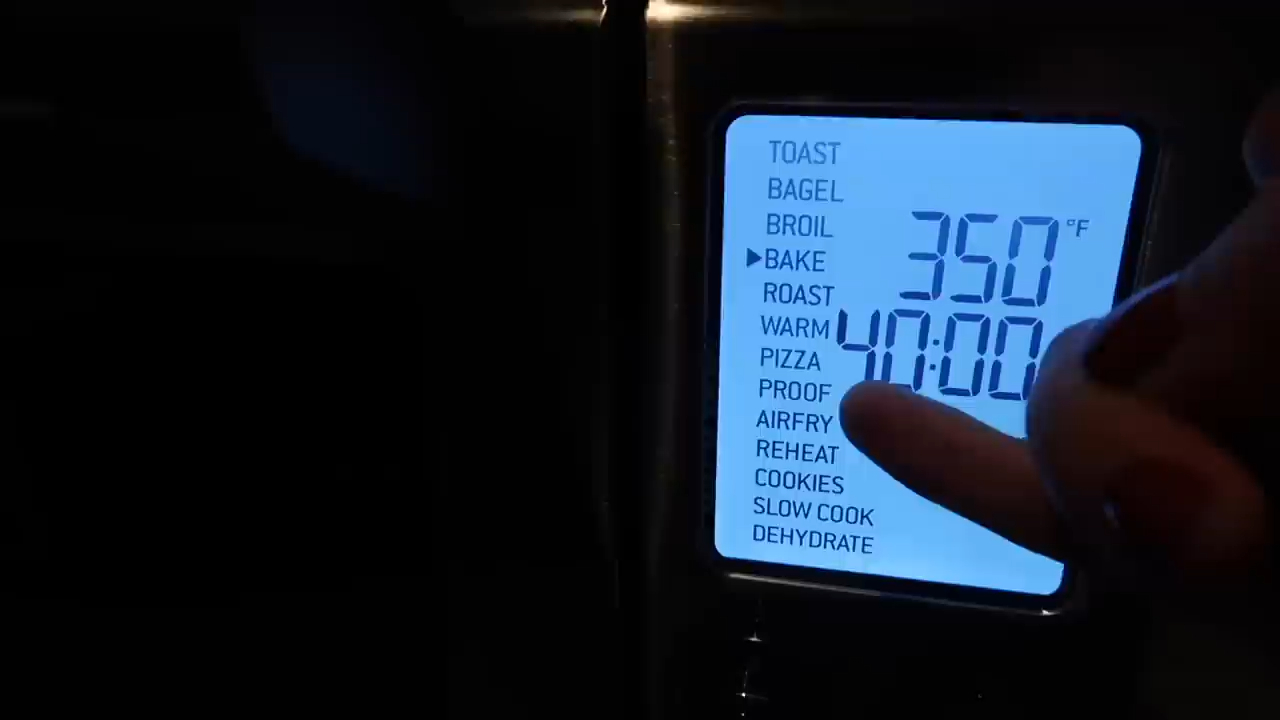 TOAST
BAGEL
BROIL
350 °F
▶BAKE
ROAST
WARM
40:00
PIZZA
PROOF
AIRFRY
REHEAT
COOKIES
SLOW COOK
DEHYDRATE